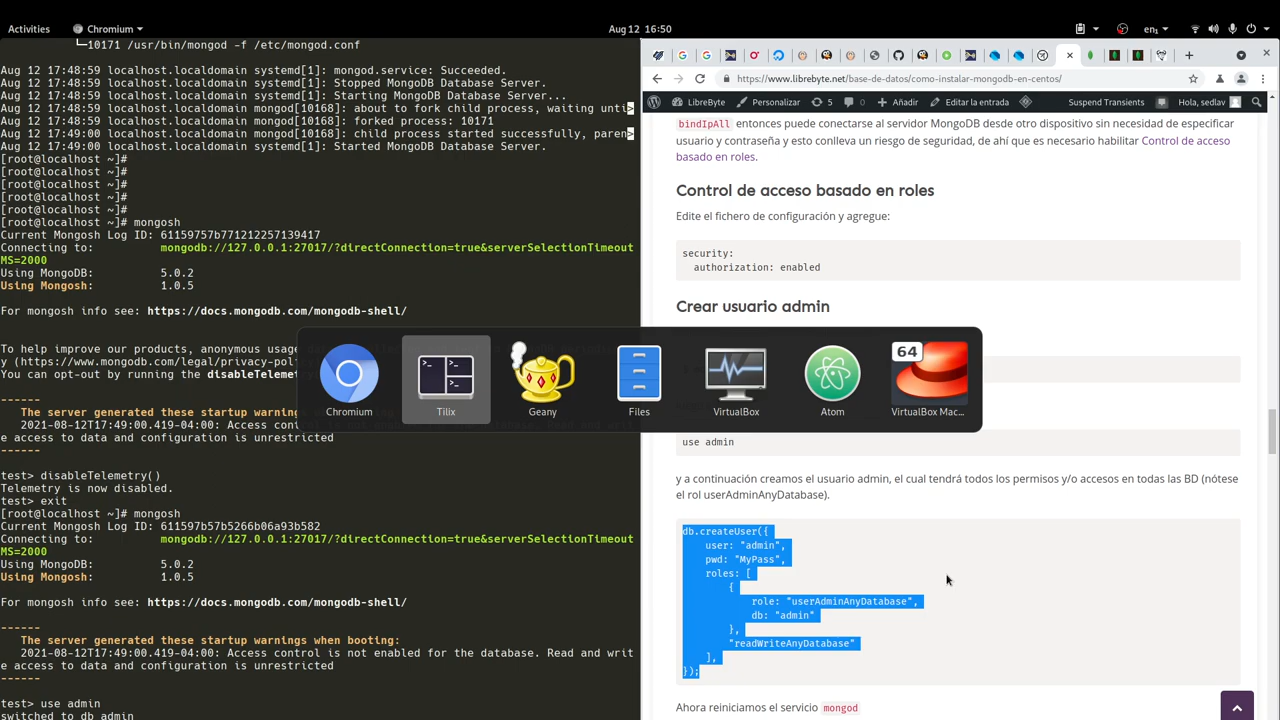 Activities
Chromium
Aug 12 16:50
en₁
└─10171 /usr/bin/mongod -f /etc/mongod.conf
Aug 12 17:48:59 localhost.localdomain systemd[1]: mongod.service: Succeeded.
Aug 12 17:48:59 localhost.localdomain systemd[1]: Stopped MongoDB Database Server.
Aug 12 17:48:59 localhost.localdomain systemd[1]: Starting MongoDB Database Server...
Aug 12 17:48:59 localhost.localdomain mongod[10168]: about to fork child process, waiting unti>
Aug 12 17:48:59 localhost.localdomain mongod[10168]: forked process: 10171
Aug 12 17:49:00 localhost.localdomain mongod[10168]: child process started successfully, paren>
Aug 12 17:49:00 localhost.localdomain systemd[1]: Started MongoDB Database Server.
[root@localhost ~]#
[root@localhost ~]#
[root@localhost ~]#
[root@localhost ~]#
[root@localhost ~]#
[root@localhost ~]# mongosh
Current Mongosh Log ID: 61159757b771212257139417
Connecting to: mongodb://127.0.0.1:27017/?directConnection=true&serverSelectionTimeout
MS=2000
Using MongoDB: 5.0.2
Using Mongosh: 1.0.5
For mongosh info see: https://docs.mongodb.com/mongodb-shell/
To help improve our products, anonymous usage
y (https://www.mongodb.com/legal/privacy-pol
You can opt-out by running the disableTelem
------
The server generated these startup warnings
2021-08-12T17:49:00.419-04:00: Access
e access to data and configuration is unrestricted
------
test> disableTelemetry()
Telemetry is now disabled.
test> exit
[root@localhost ~]# mongosh
Current Mongosh Log ID: 611597b57b5266b06a93b582
Connecting to: mongodb://127.0.0.1:27017/?directConnection=true&serverSelectionTimeout
MS=2000
Using MongoDB: 5.0.2
Using Mongosh: 1.0.5
For mongosh info see: https://docs.mongodb.com/mongodb-shell/
------
The server generated these startup warnings when booting:
2021-08-12T17:49:00.419-04:00: Access control is not enabled for the database. Read and writ
e access to data and configuration is unrestricted
------
test> use admin
switched to db admin
https://www.librebyte.net/base-de-datos/como-instalar-mongodb-en-centos/
LibreByte
Personalizar
5
0
Añadir
Editar la entrada
Suspend Transients
Hola, sedlav
bindIpAll entonces puede conectarse al servidor MongoDB desde otro dispositivo sin necesidad de especificar
usuario y contraseña y esto conlleva un riesgo de seguridad, de ahí que es necesario habilitar Control de acceso
basado en roles.
Control de acceso basado en roles
Edite el fichero de configuración y agregue:
security:
authorization: enabled
Crear usuario admin
use admin
y a continuación creamos el usuario admin, el cual tendrá todos los permisos y/o accesos en todas las BD (nótese
el rol userAdminAnyDatabase).
db.createUser({
user: "admin",
pwd: "MyPass",
roles: [
{
role: "userAdminAnyDatabase",
db: "admin"
},
"readWriteAnyDatabase"
],
});
Ahora reiniciamos el servicio mongod
Chromium
Tilix
Geany
Files
VirtualBox
Atom
64
VirtualBox Mac...